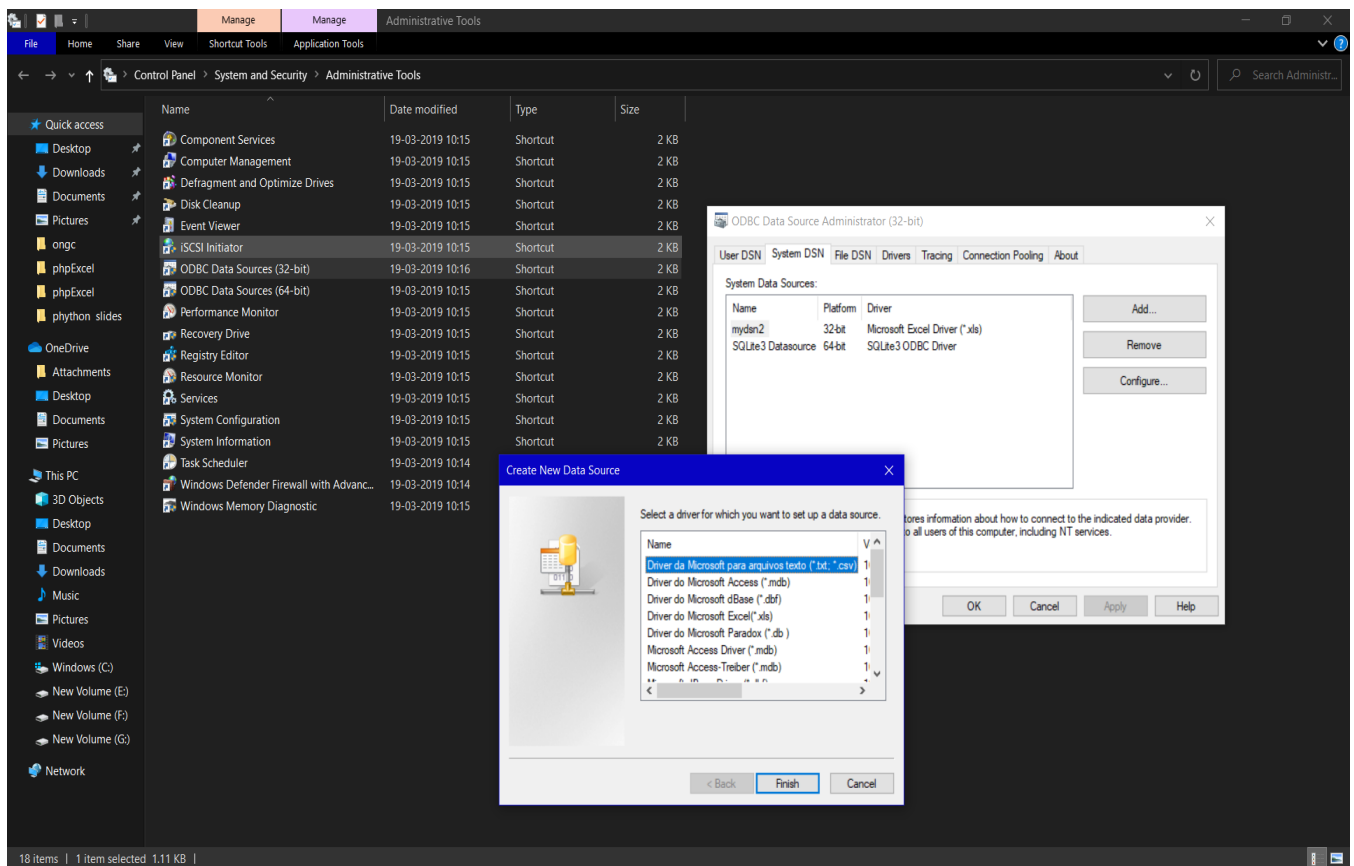 Manage Manage Administrative Tools
File Home Share View Shortcut Tools Application Tools
Control Panel System and Security Administrative Tools
Search Administr...
Quick access
Desktop
Downloads
Documents
Pictures
ongc
phpExcel
phpExcel
phython slides
OneDrive
Attachments
Desktop
Documents
Pictures
This PC
3D Objects
Desktop
Documents
Downloads
Music
Pictures
Videos
Windows (C:)
New Volume (E:)
New Volume (F:)
New Volume (G:)
Network
Name Date modified Type Size
Component Services 19-03-2019 10:15 Shortcut 2 KB
Computer Management 19-03-2019 10:15 Shortcut 2 KB
Defragment and Optimize Drives 19-03-2019 10:15 Shortcut 2 KB
Disk Cleanup 19-03-2019 10:15 Shortcut 2 KB
Event Viewer 19-03-2019 10:15 Shortcut 2 KB
iSCSI Initiator 19-03-2019 10:15 Shortcut 2 KB
ODBC Data Sources (32-bit) 19-03-2019 10:16 Shortcut 2 KB
ODBC Data Sources (64-bit) 19-03-2019 10:15 Shortcut 2 KB
Performance Monitor 19-03-2019 10:15 Shortcut 2 KB
Recovery Drive 19-03-2019 10:15 Shortcut 2 KB
Registry Editor 19-03-2019 10:15 Shortcut 2 KB
Resource Monitor 19-03-2019 10:15 Shortcut 2 KB
Services 19-03-2019 10:15 Shortcut 2 KB
System Configuration 19-03-2019 10:15 Shortcut 2 KB
System Information 19-03-2019 10:15 Shortcut 2 KB
Task Scheduler 19-03-2019 10:14
Windows Defender Firewall with Advanc... 19-03-2019 10:14
Windows Memory Diagnostic 19-03-2019 10:15
ODBC Data Source Administrator (32-bit)
User DSN System DSN File DSN Drivers Tracing Connection Pooling About
System Data Sources:
Name Platform Driver
mydsn2 32-bit Microsoft Excel Driver (*.xls)
SQLite3 Datasource 64-bit SQLite3 ODBC Driver
Add...
Remove
Configure...
tores information about how to connect to the indicated data provider.
o all users of this computer, including NT services.
OK Cancel Apply Help
Create New Data Source
Select a driver for which you want to set up a data source.
Name V
Driver da Microsoft para arquivos texto (*.txt; *.csv) 1
Driver do Microsoft Access (*.mdb) 1
Driver do Microsoft dBase (*.dbf) 1
Driver do Microsoft Excel(*.xls) 1
Driver do Microsoft Paradox (*.db ) 1
Microsoft Access Driver (*.mdb) 1
Microsoft Access-Treiber (*.mdb) 1
< Back Finish Cancel
18 items 1 item selected 1.11 KB